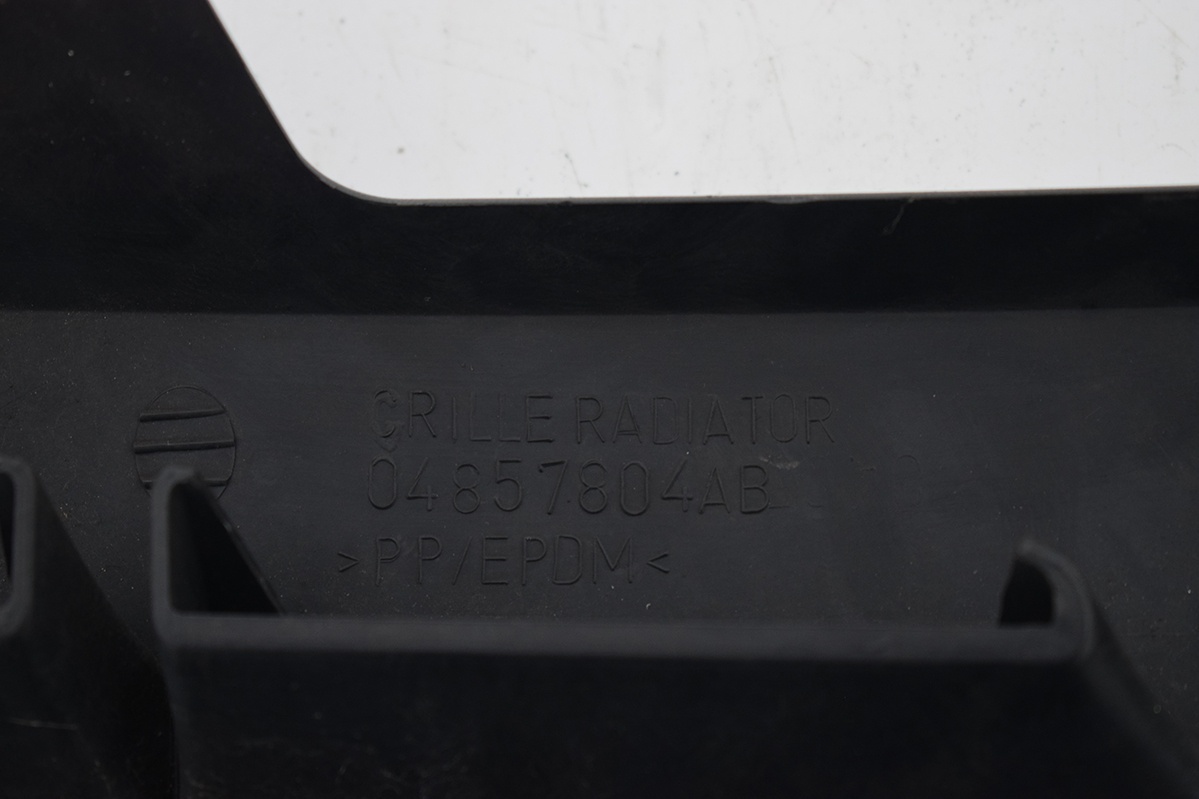 GRILLE RADIATOR
04857804AB
>PP/EPDM<